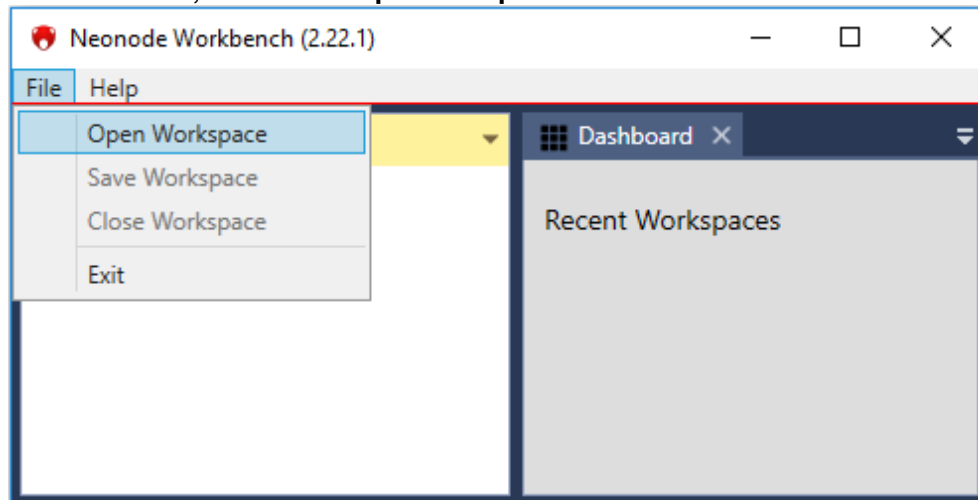 Neonode Workbench (2.22.1)
File Help
Open Workspace
Dashboard
Save Workspace
Close Workspace
Recent Workspaces
Exit